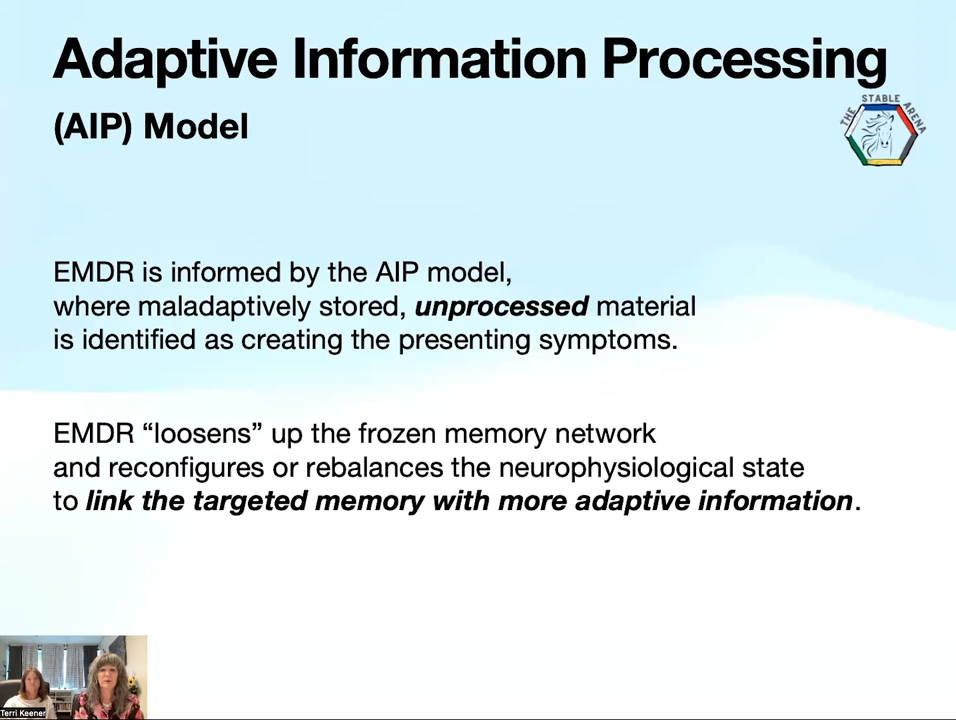 Adaptive Information Processing
(AIP) Model
THE STABLE ARENA
EMDR is informed by the AIP model,
where maladaptively stored, unprocessed material
is identified as creating the presenting symptoms.
EMDR “loosens” up the frozen memory network
and reconfigures or rebalances the neurophysiological state
to link the targeted memory with more adaptive information.
Terri Keener